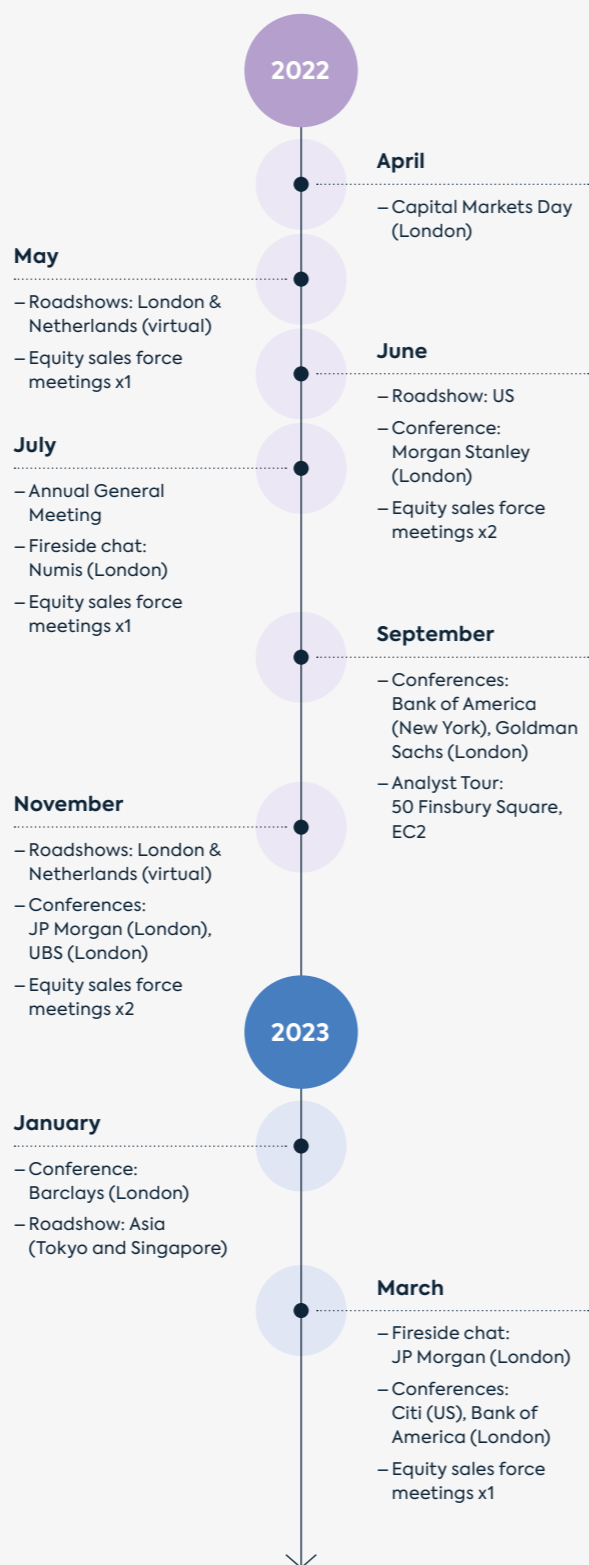 2022
April
– Capital Markets Day
(London)
May
– Roadshows: London &
Netherlands (virtual)
– Equity sales force
meetings x1
June
– Roadshow: US
– Conference:
Morgan Stanley
(London)
– Equity sales force
meetings x2
July
– Annual General
Meeting
– Fireside chat:
Numis (London)
– Equity sales force
meetings x1
September
– Conferences:
Bank of America
(New York), Goldman
Sachs (London)
– Analyst Tour:
50 Finsbury Square,
EC2
November
– Roadshows: London &
Netherlands (virtual)
– Conferences:
JP Morgan (London),
UBS (London)
– Equity sales force
meetings x2
2023
January
– Conference:
Barclays (London)
– Roadshow: Asia
(Tokyo and Singapore)
March
– Fireside chat:
JP Morgan (London)
– Conferences:
Citi (US), Bank of
America (London)
– Equity sales force
meetings x1